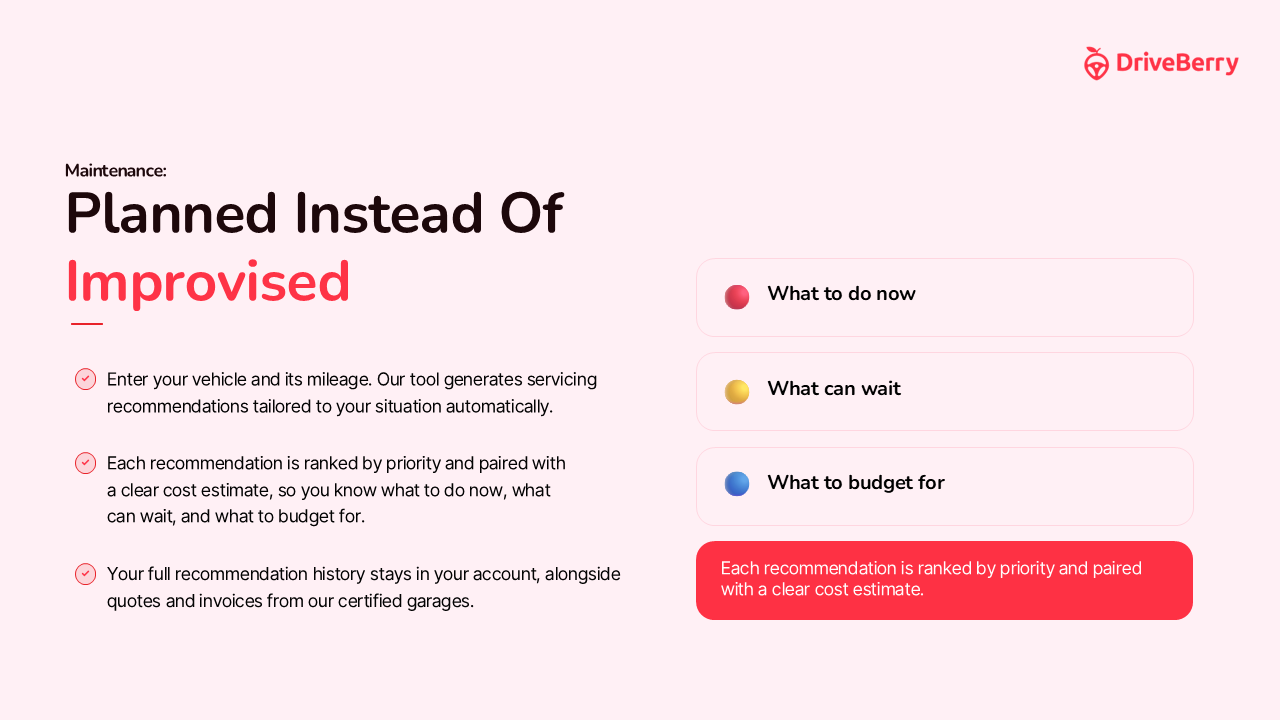 DriveBerry
Maintenance:
Planned Instead Of
Improvised
Enter your vehicle and its mileage. Our tool generates servicing
recommendations tailored to your situation automatically.
Each recommendation is ranked by priority and paired with
a clear cost estimate, so you know what to do now, what
can wait, and what to budget for.
Your full recommendation history stays in your account, alongside
quotes and invoices from our certified garages.
What to do now
What can wait
What to budget for
Each recommendation is ranked by priority and paired
with a clear cost estimate.